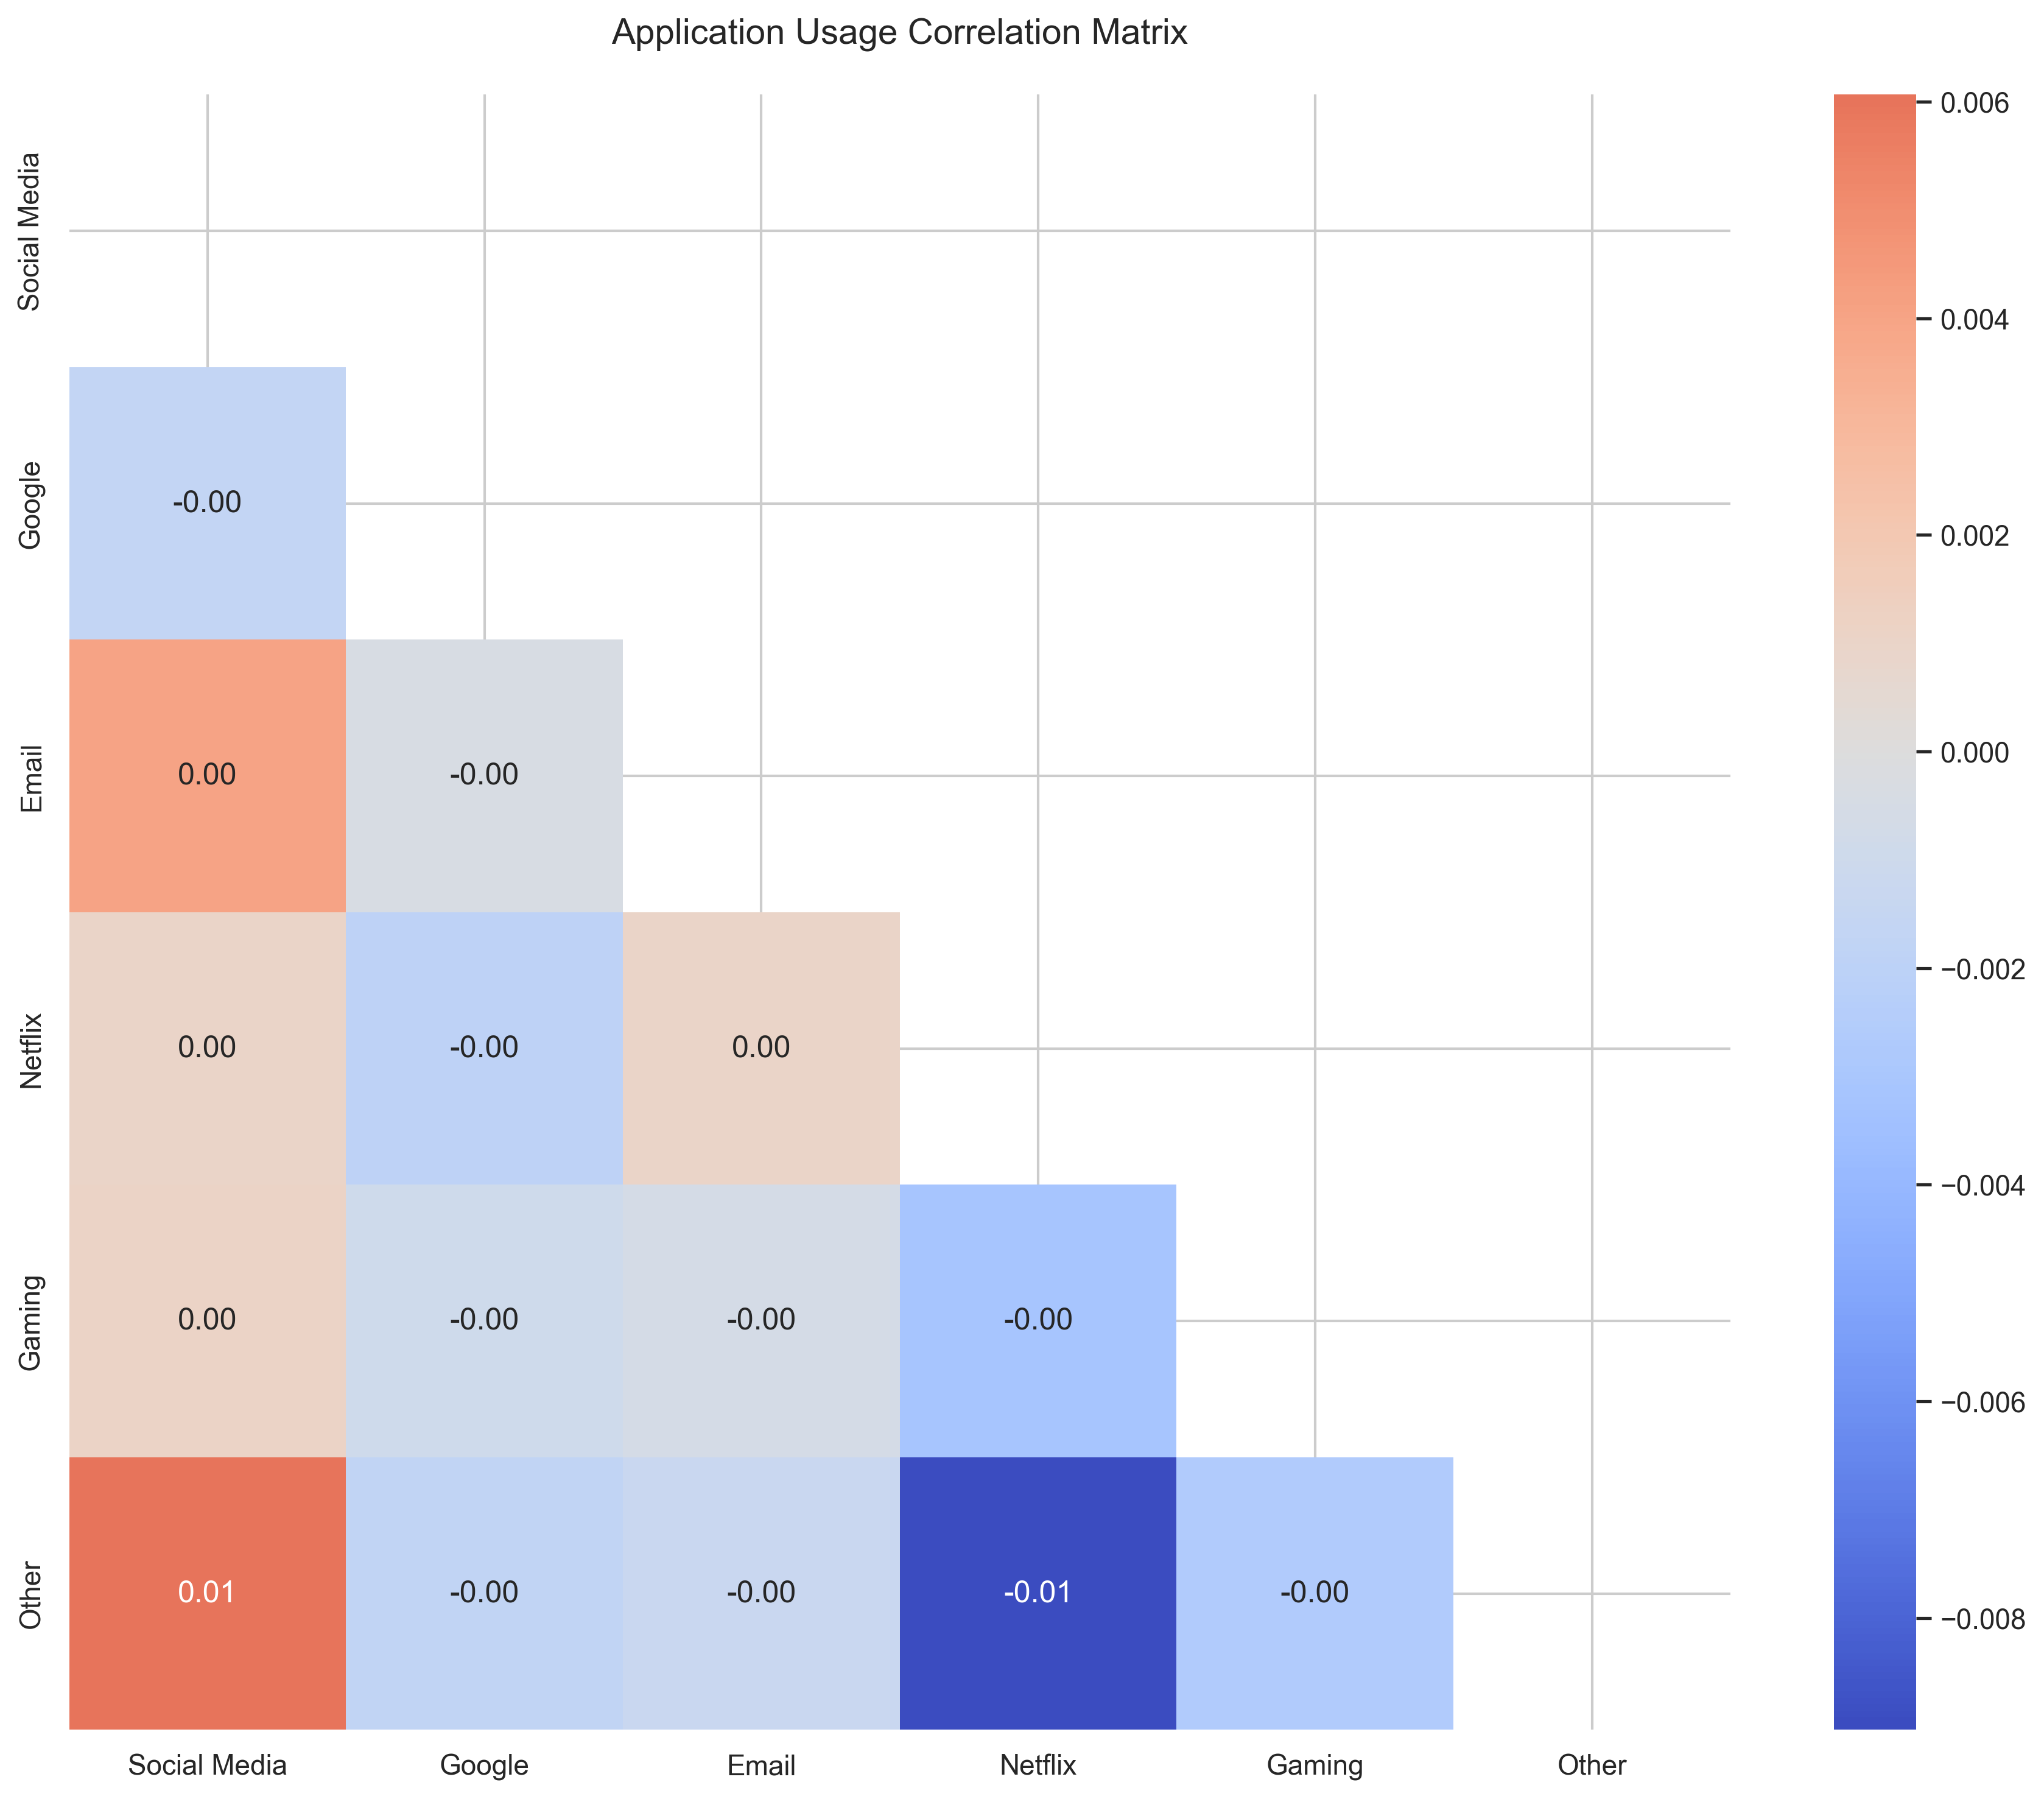 Application Usage Correlation Matrix
Social Media
Google
Email
Netflix
Gaming
Other
-0.00
0.00 -0.00
0.00 -0.00 0.00
0.00 -0.00 -0.00 -0.00
0.01 -0.00 -0.00 -0.01 -0.00
Social Media Google Email Netflix Gaming Other
0.006
0.004
0.002
0.000
−0.002
−0.004
−0.006
−0.008